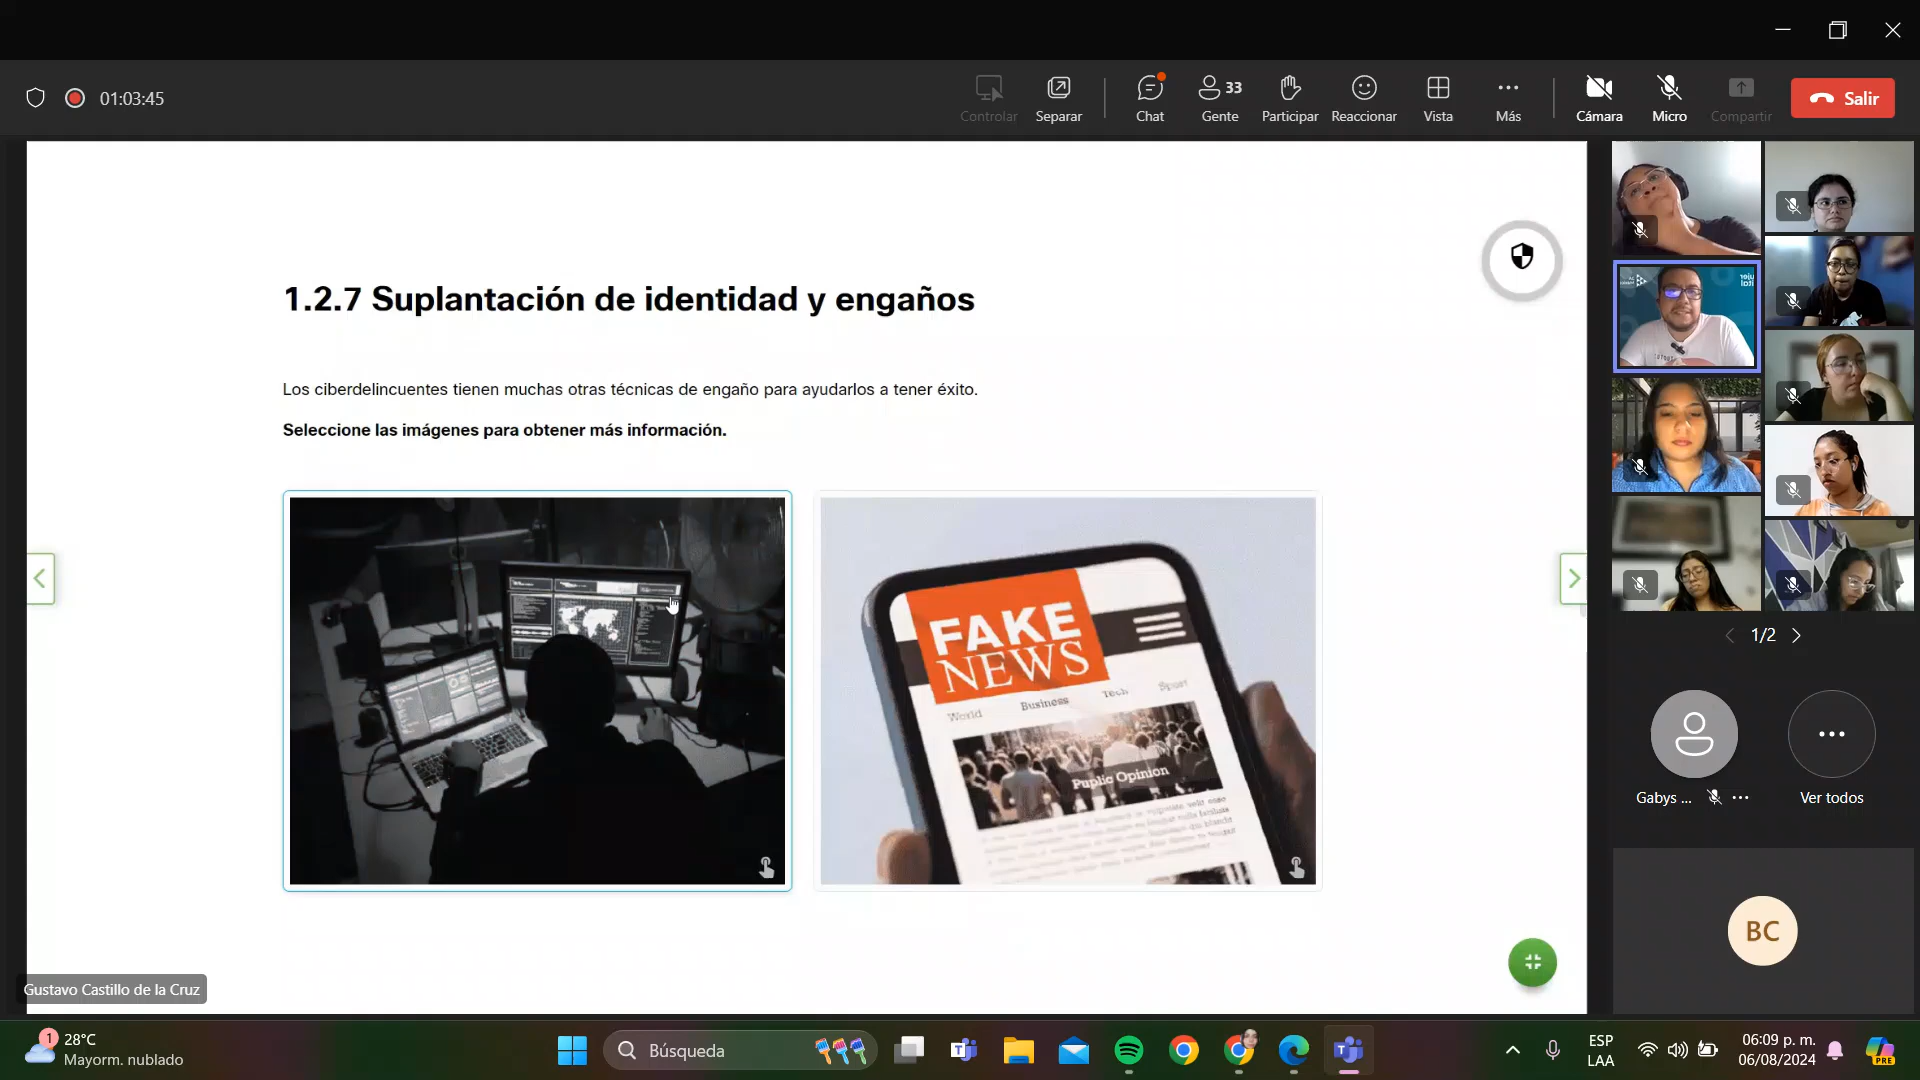 01:03:45
Controlar
Separar
Chat
33
Gente
Participar
Reaccionar
Vista
Más
Cámara
Micro
Compartir
Salir
1.2.7 Suplantación de identidad y engaños
Los ciberdelincuentes tienen muchas otras técnicas de engaño para ayudarlos a tener éxito.
Seleccione las imágenes para obtener más información.
FAKE
NEWS
World Business Tech Sport
Puplic Opinion
Gustavo Castillo de la Cruz
1/2
Gabys ...
Ver todos
BC
1
28°C
Mayorm. nublado
Búsqueda
ESP
LAA
06:09 p. m.
06/08/2024
PRE